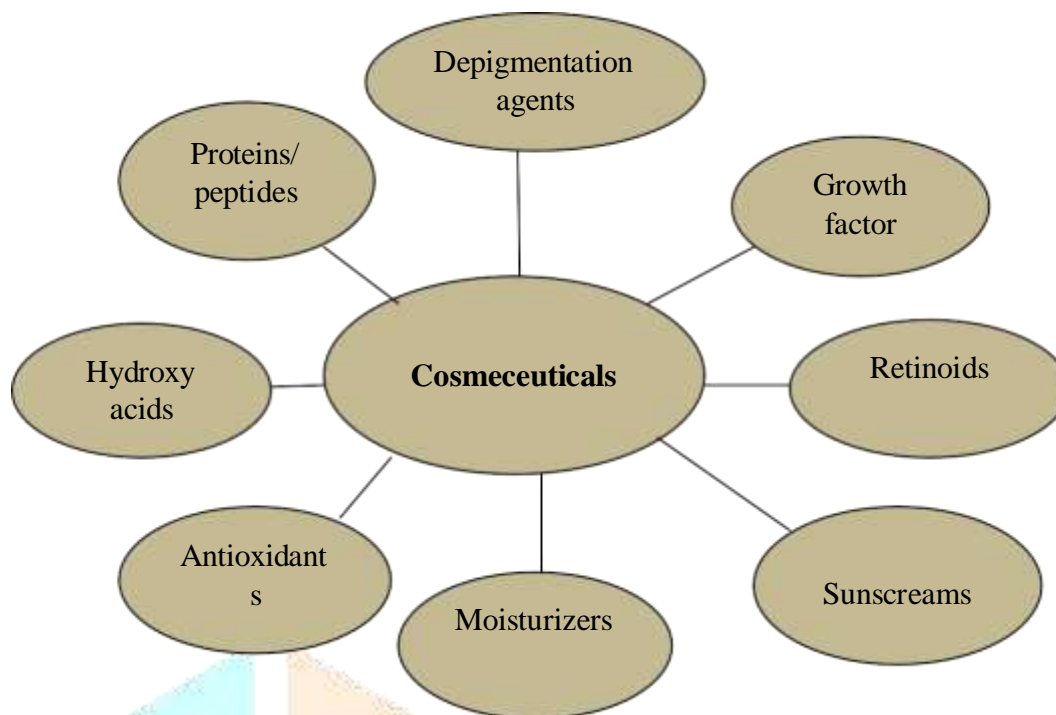 Depigmentation
agents
Proteins/
peptides
Growth
factor
Hydroxy
acids
Cosmeceuticals
Retinoids
Antioxidant
s
Moisturizers
Sunscreams